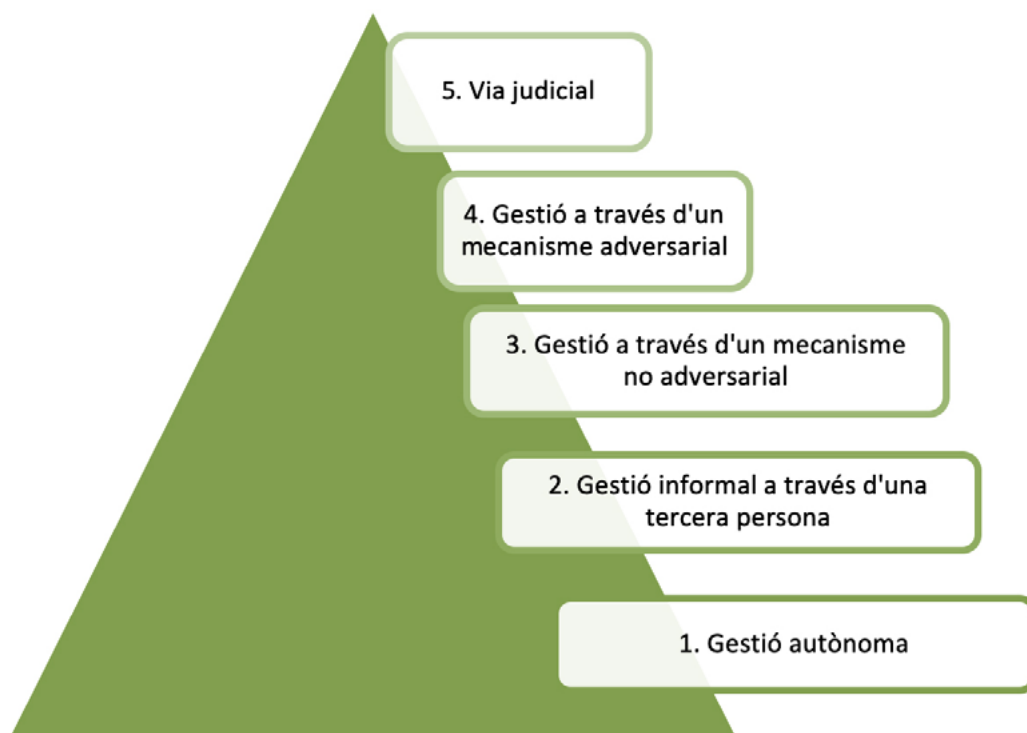 5. Via judicial
4. Gestió a través d'un
mecanisme adversarial
3. Gestió a través d'un mecanisme
no adversarial
2. Gestió informal a través d'una
tercera persona
1. Gestió autònoma